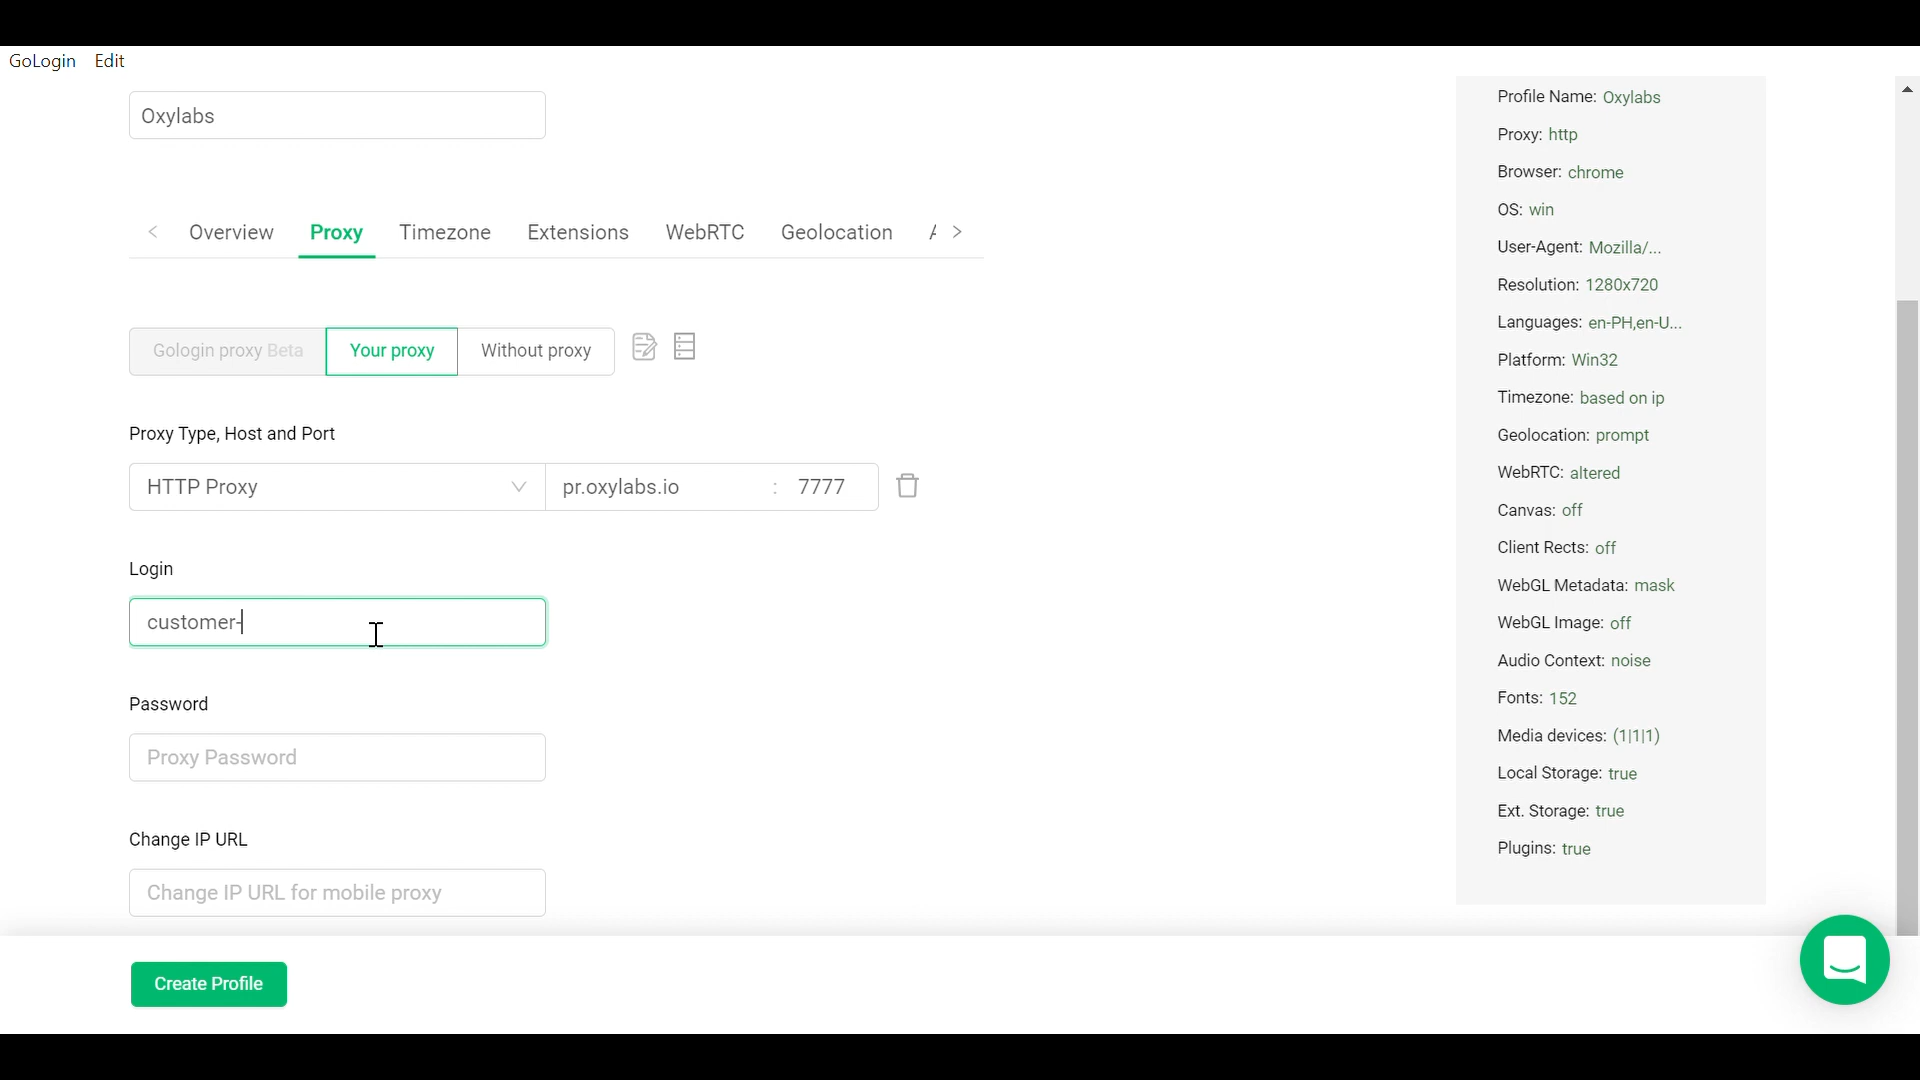 GoLogin Edit
Oxylabs
Overview Proxy Timezone Extensions WebRTC Geolocation
Gologin proxy Beta Your proxy Without proxy
Proxy Type, Host and Port
HTTP Proxy pr.oxylabs.io : 7777
Login
customer-
Password
Proxy Password
Change IP URL
Change IP URL for mobile proxy
Create Profile
Profile Name: Oxylabs
Proxy: http
Browser: chrome
OS: win
User-Agent: Mozilla/...
Resolution: 1280x720
Languages: en-PH,en-U...
Platform: Win32
Timezone: based on ip
Geolocation: prompt
WebRTC: altered
Canvas: off
Client Rects: off
WebGL Metadata: mask
WebGL Image: off
Audio Context: noise
Fonts: 152
Media devices: (1|1|1)
Local Storage: true
Ext. Storage: true
Plugins: true